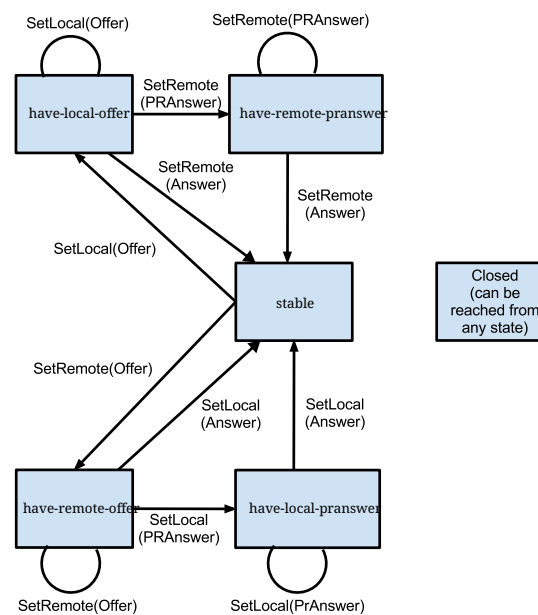 SetLocal(Offer)
SetRemote(PRAnswer)
have-local-offer
SetRemote
(PRAnswer)
have-remote-pranswer
SetRemote
(Answer)
SetRemote
(Answer)
SetLocal(Offer)
stable
Closed
(can be
reached from
any state)
SetRemote(Offer)
SetLocal
(Answer)
SetLocal
(Answer)
have-remote-offer
SetLocal
(PRAnswer)
have-local-pranswer
SetRemote(Offer)
SetLocal(PrAnswer)